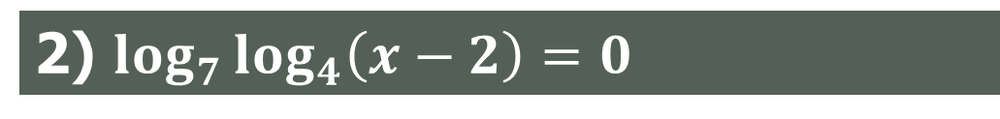 2) log₇ log₄(x − 2) = 0